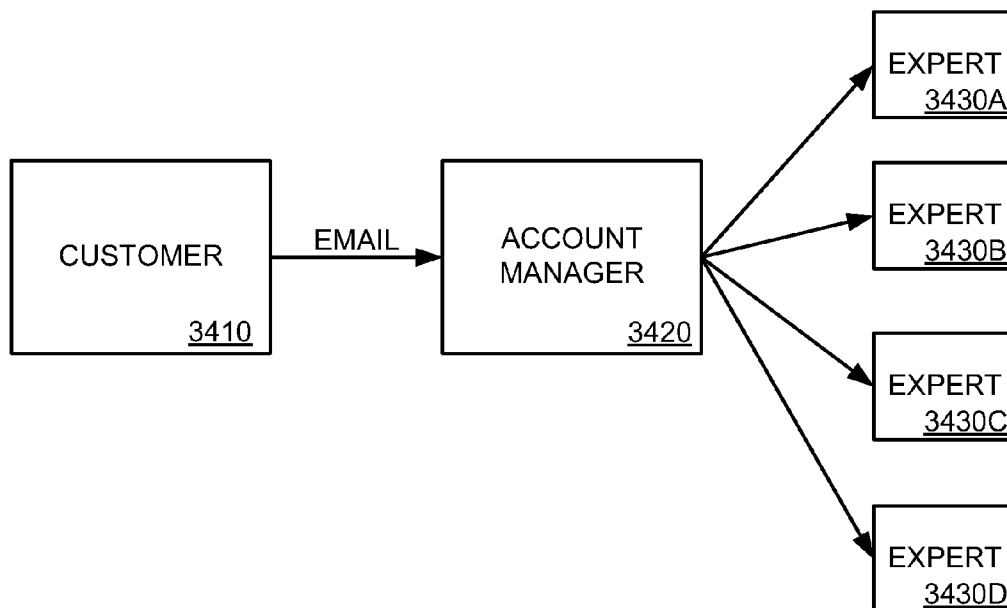 CUSTOMER
3410
EMAIL
ACCOUNT
MANAGER
3420
EXPERT
3430A
EXPERT
3430B
EXPERT
3430C
EXPERT
3430D